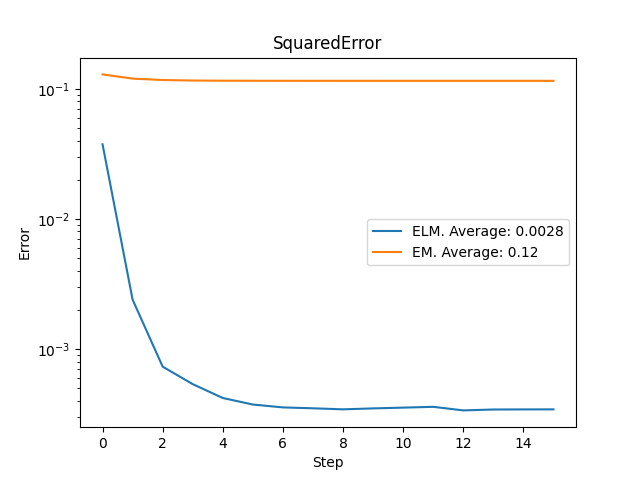 SquaredError
10⁻¹
10⁻²
10⁻³
Error
ELM. Average: 0.0028
EM. Average: 0.12
0 2 4 6 8 10 12 14
Step